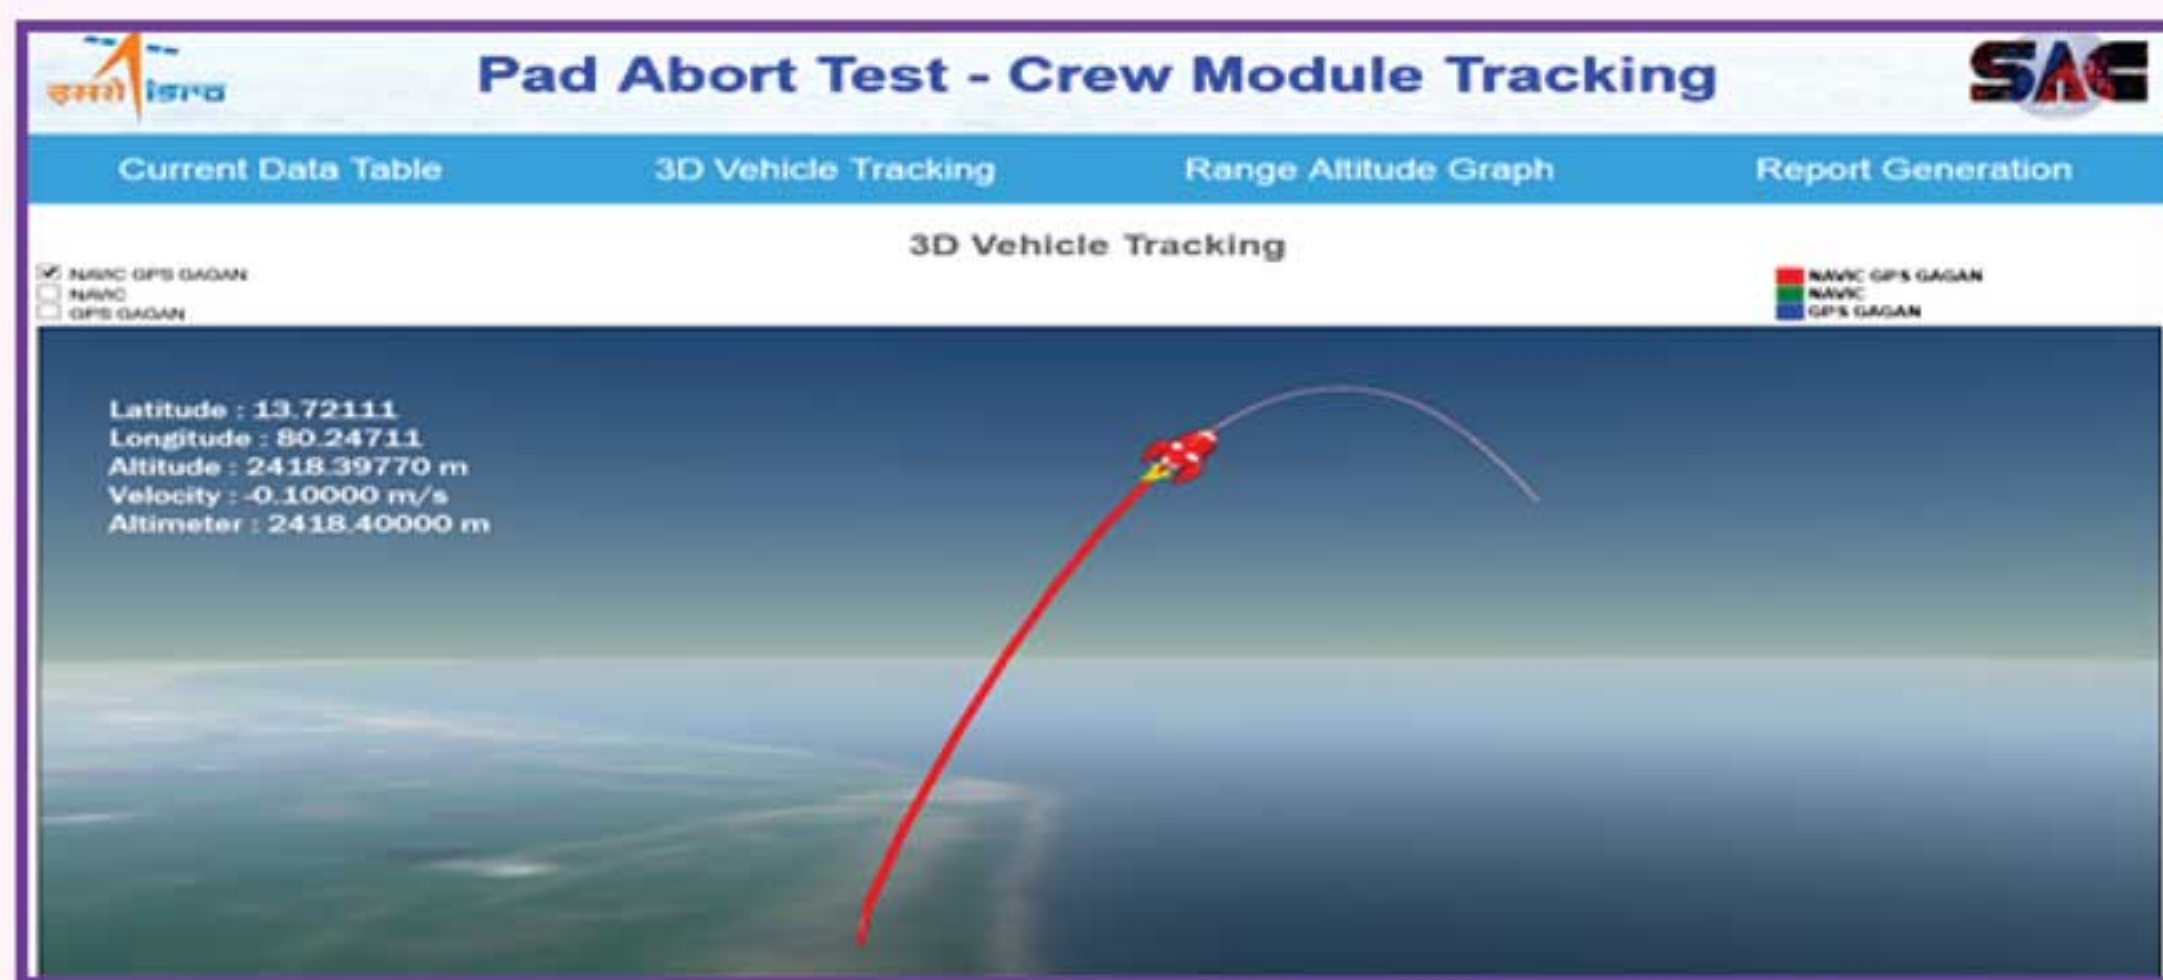 इसरो isro
Pad Abort Test - Crew Module Tracking
SAC
Current Data Table
3D Vehicle Tracking
Range Altitude Graph
Report Generation
3D Vehicle Tracking
NAVIC GPS GAGAN
NAVIC
GPS GAGAN
NAVIC GPS GAGAN
NAVIC
GPS GAGAN
Latitude : 13.72111
Longitude : 80.24711
Altitude : 2418.39770 m
Velocity : -0.10000 m/s
Altimeter : 2418.40000 m